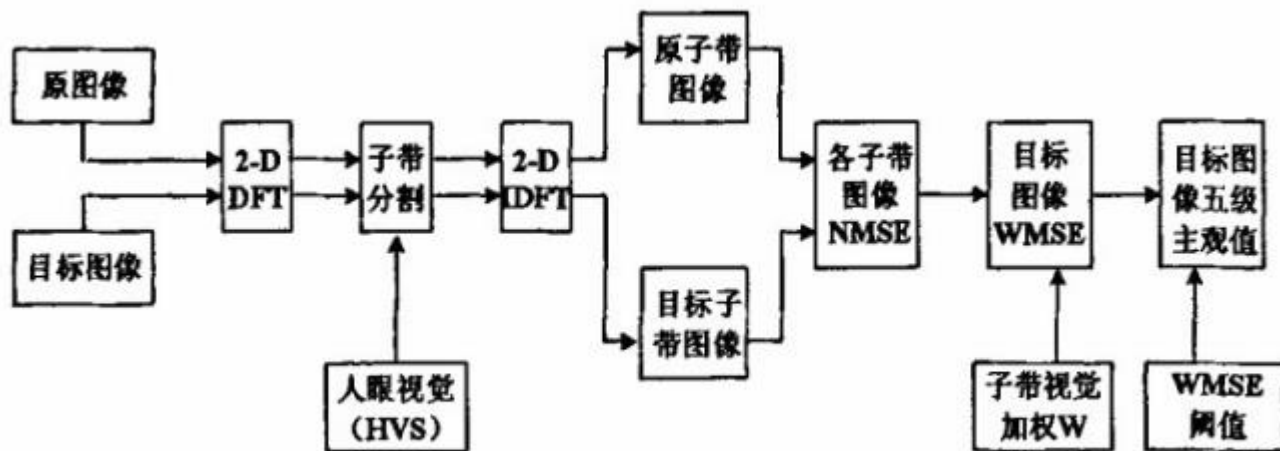 原图像
目标图像
2-D
DFT
子带
分割
人眼视觉
（HVS）
2-D
IDFT
原子带
图像
目标子
带图像
各子带
图像
NMSE
目标
图像
WMSE
子带视觉
加权W
目标图
像五级
主观值
WMSE
阈值